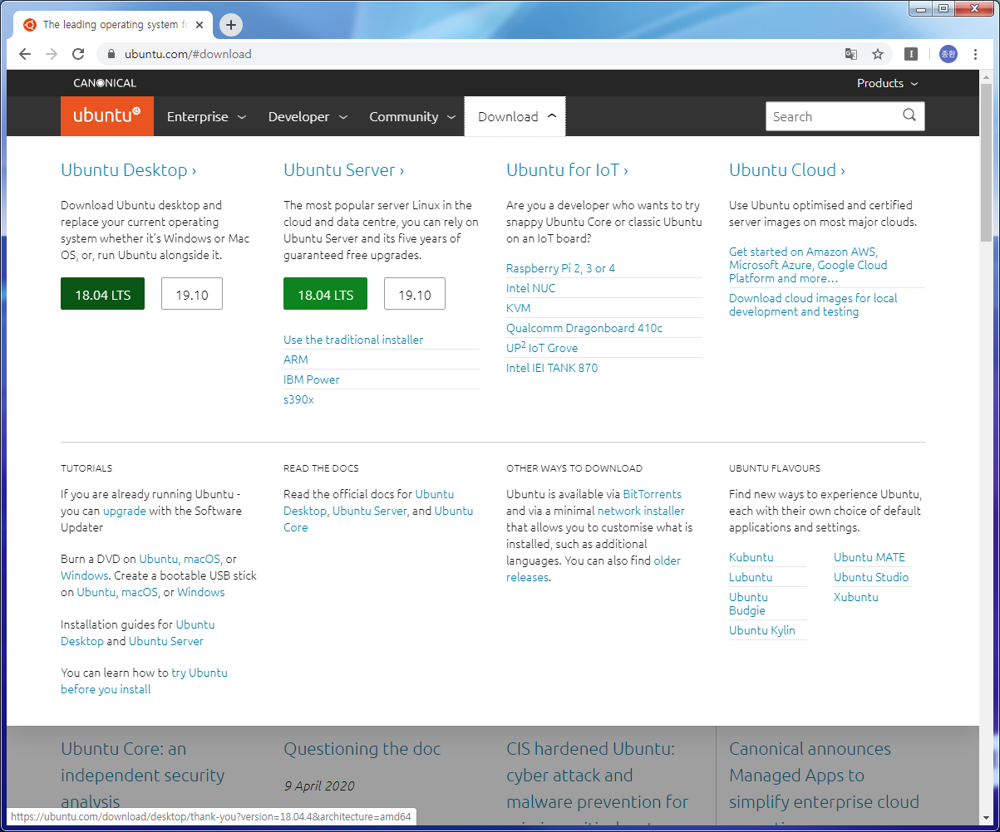 The leading operating system fo
ubuntu.com/#download
종환
CANONICAL
Products
ubuntu
Enterprise
Developer
Community
Download
Search
Ubuntu Desktop ›
Download Ubuntu desktop and
replace your current operating
system whether it’s Windows or Mac
OS, or, run Ubuntu alongside it.
18.04 LTS
19.10
Ubuntu Server ›
The most popular server Linux in the
cloud and data centre, you can rely on
Ubuntu Server and its five years of
guaranteed free upgrades.
18.04 LTS
19.10
Use the traditional installer
ARM
IBM Power
s390x
Ubuntu for IoT ›
Are you a developer who wants to try
snappy Ubuntu Core or classic Ubuntu
on an IoT board?
Raspberry Pi 2, 3 or 4
Intel NUC
KVM
Qualcomm Dragonboard 410c
UP² IoT Grove
Intel IEI TANK 870
Ubuntu Cloud ›
Use Ubuntu optimised and certified
server images on most major clouds.
Get started on Amazon AWS,
Microsoft Azure, Google Cloud
Platform and more…
Download cloud images for local
development and testing
TUTORIALS
If you are already running Ubuntu -
you can upgrade with the Software
Updater
Burn a DVD on Ubuntu, macOS, or
Windows. Create a bootable USB stick
on Ubuntu, macOS, or Windows
Installation guides for Ubuntu
Desktop and Ubuntu Server
You can learn how to try Ubuntu
before you install
READ THE DOCS
Read the official docs for Ubuntu
Desktop, Ubuntu Server, and Ubuntu
Core
OTHER WAYS TO DOWNLOAD
Ubuntu is available via BitTorrents
and via a minimal network installer
that allows you to customise what is
installed, such as additional
languages. You can also find older
releases.
UBUNTU FLAVOURS
Find new ways to experience Ubuntu,
each with their own choice of default
applications and settings.
Kubuntu
Lubuntu
Ubuntu
Budgie
Ubuntu Kylin
Ubuntu MATE
Ubuntu Studio
Xubuntu
Ubuntu Core: an
independent security
analysis
Questioning the doc
9 April 2020
CIS hardened Ubuntu:
cyber attack and
malware prevention for
Canonical announces
Managed Apps to
simplify enterprise cloud
https://ubuntu.com/download/desktop/thank-you?version=18.04.4&architecture=amd64